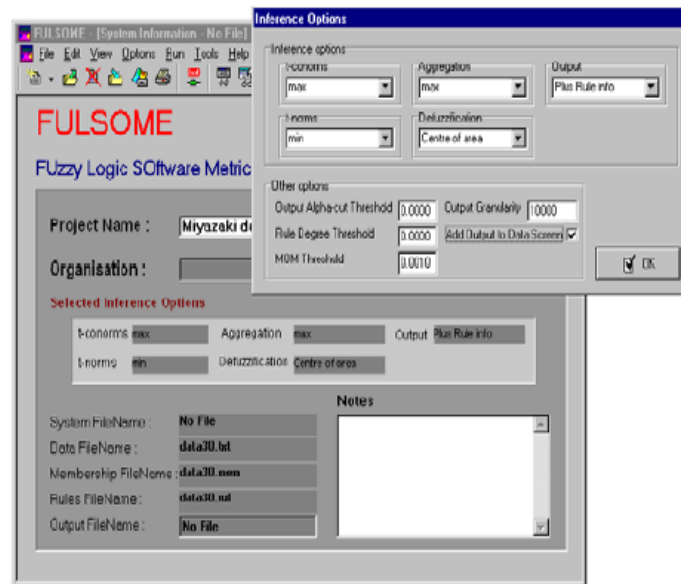 FULSOME - [System Information - No File]
File Edit View Options Run Tools Help
FULSOME
FUzzy Logic SOftware Metric
Project Name :
Miyazaki da
Organisation :
Selected Inference Options
t-conorms max
Aggregation max
Output Plus Rule info
t-norms min
Defuzzification Centre of area
System FileName : No File
Data FileName : data30.txt
Membership FileName : data30.mem
Rules FileName : data30.rul
Output FileName : No File
Notes
Inference Options
Inference options
t-conorms
max
Aggregation
max
Output
Plus Rule info
t-norms
min
Defuzzification
Centre of area
Other options
Output Alpha-cut Threshold 0.0000
Output Granularity 10000
Rule Degree Threshold 0.0000
Add Output to Data Screen
MOM Threshold 0.0010
OK